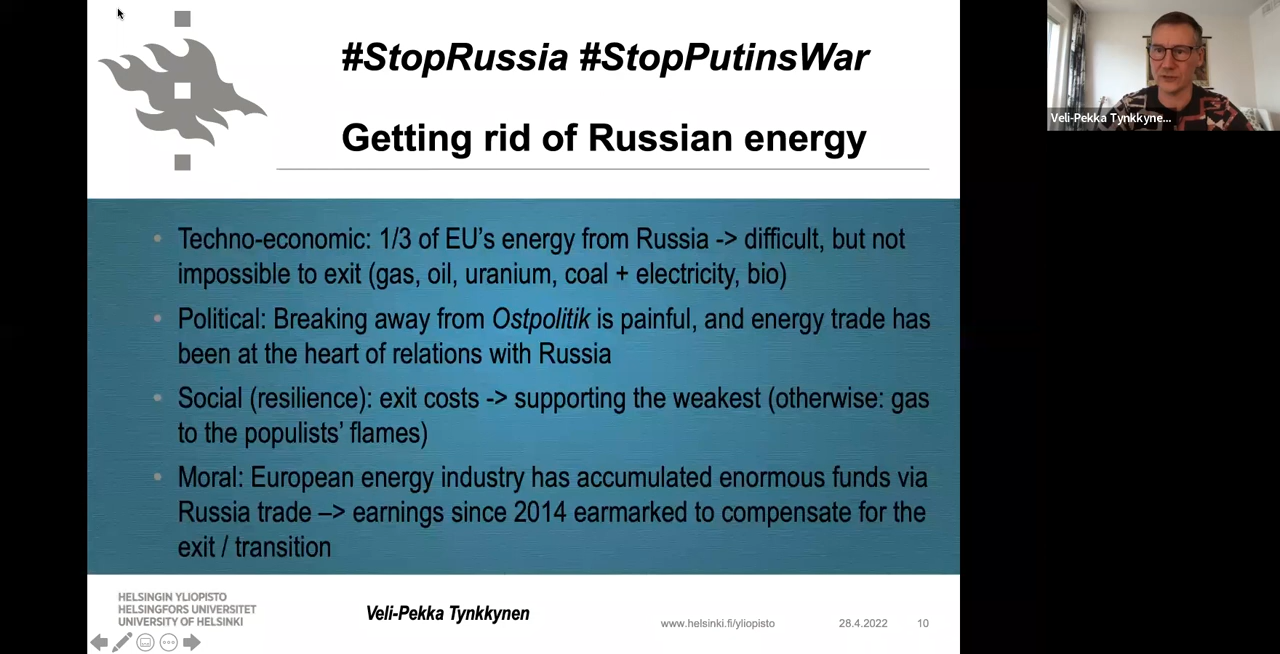 #StopRussia #StopPutinsWar
Getting rid of Russian energy
Veli-Pekka Tynkkyne...
• Techno-economic: 1/3 of EU’s energy from Russia -> difficult, but not
impossible to exit (gas, oil, uranium, coal + electricity, bio)
• Political: Breaking away from Ostpolitik is painful, and energy trade has
been at the heart of relations with Russia
• Social (resilience): exit costs -> supporting the weakest (otherwise: gas
to the populists’ flames)
• Moral: European energy industry has accumulated enormous funds via
Russia trade –> earnings since 2014 earmarked to compensate for the
exit / transition
HELSINGIN YLIOPISTO
HELSINGFORS UNIVERSITET
UNIVERSITY OF HELSINKI
Veli-Pekka Tynkkynen
www.helsinki.fi/yliopisto
28.4.2022
10